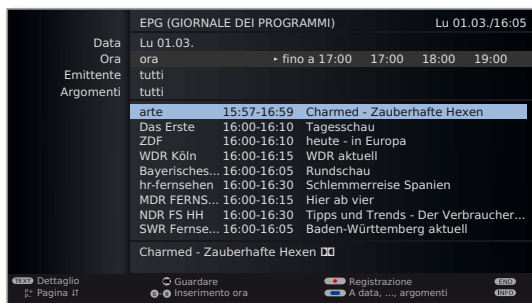 EPG (GIORNALE DEI PROGRAMMI) Lu 01.03./16:05
Data Lu 01.03.
Ora ora ▸ fino a 17:00 17:00 18:00 19:00
Emittente tutti
Argomenti tutti
arte 15:57-16:59 Charmed - Zauberhafte Hexen
Das Erste 16:00-16:10 Tagesschau
ZDF 16:00-16:10 heute - in Europa
WDR Köln 16:00-16:15 WDR aktuell
Bayerisches... 16:00-16:05 Rundschau
hr-fernsehen 16:00-16:30 Schlemmerreise Spanien
MDR FERNS... 16:00-16:15 Hier ab vier
NDR FS HH 16:00-16:30 Tipps und Trends - Der Verbraucher...
SWR Fernse... 16:00-16:05 Baden-Württemberg aktuell
Charmed - Zauberhafte Hexen
TEXT Dettaglio OK Guardare Registrazione END
P+ P- Pagina 0-9 Inserimento ora A data, ..., argomenti INFO